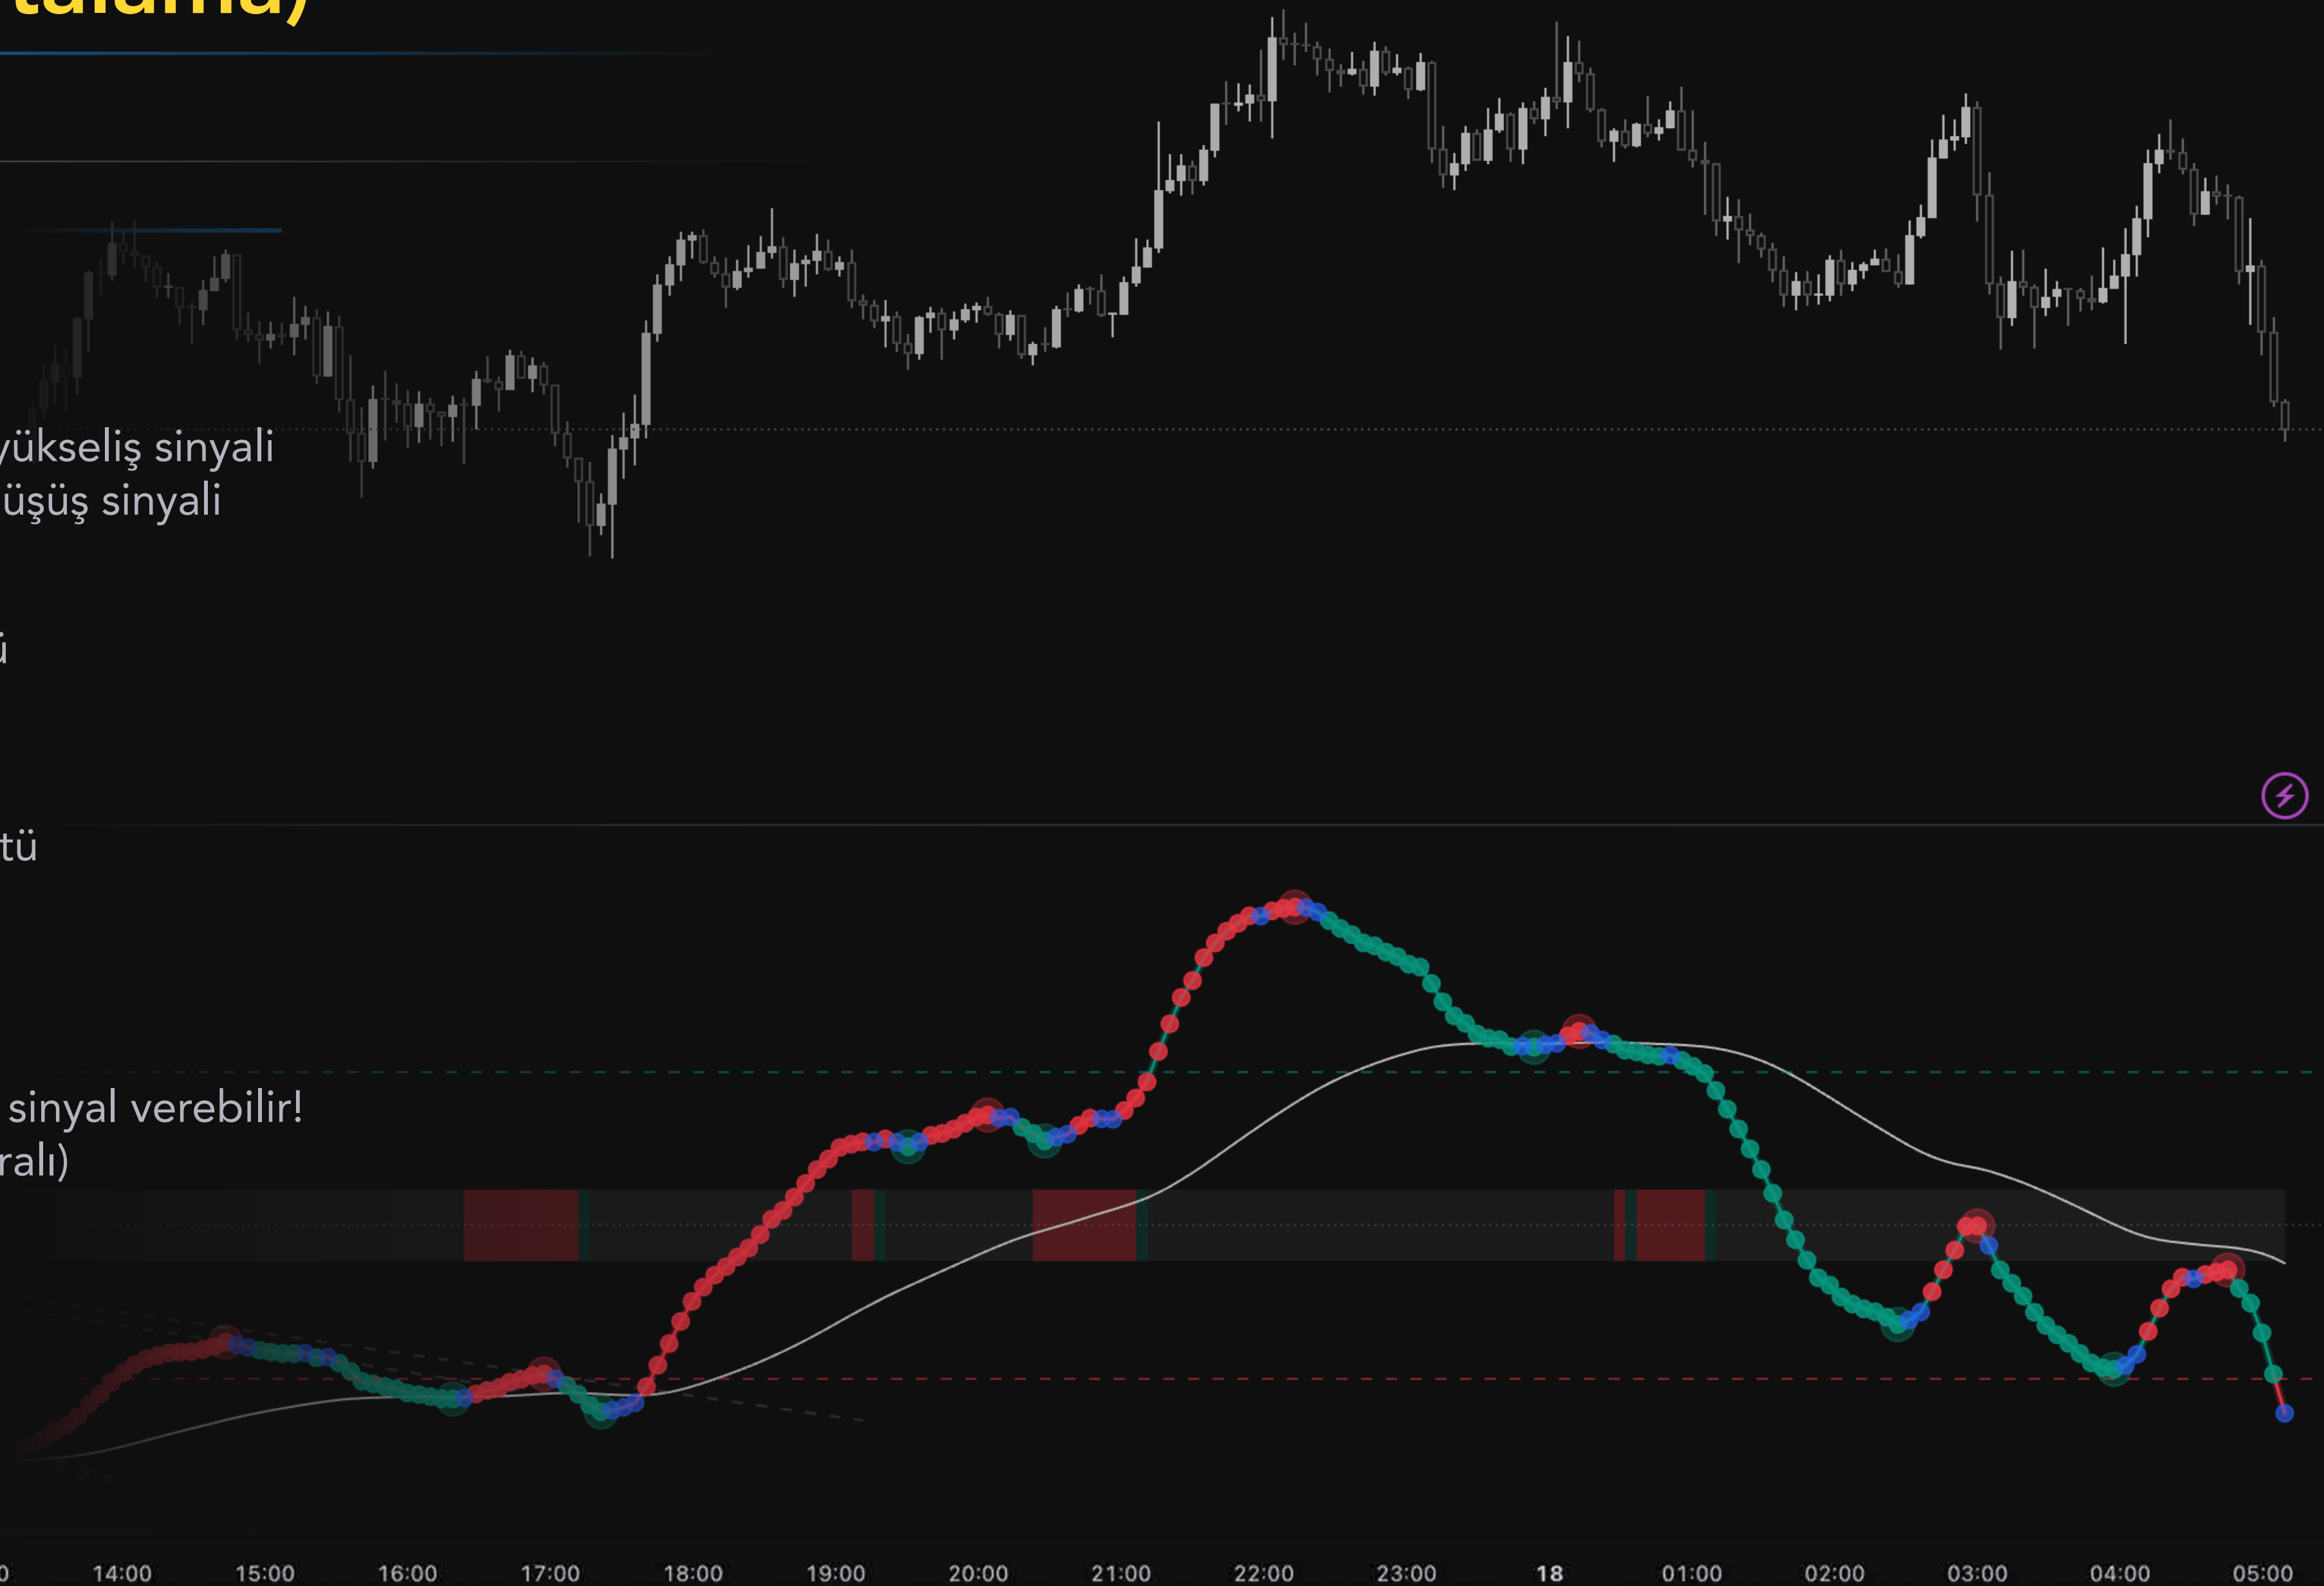 talama)
yükseliş sinyali
üşüş sinyali
ü
tü
sinyal verebilir!
ralı)
0 14:00 15:00 16:00 17:00 18:00 19:00 20:00 21:00 22:00 23:00 18 01:00 02:00 03:00 04:00 05:00